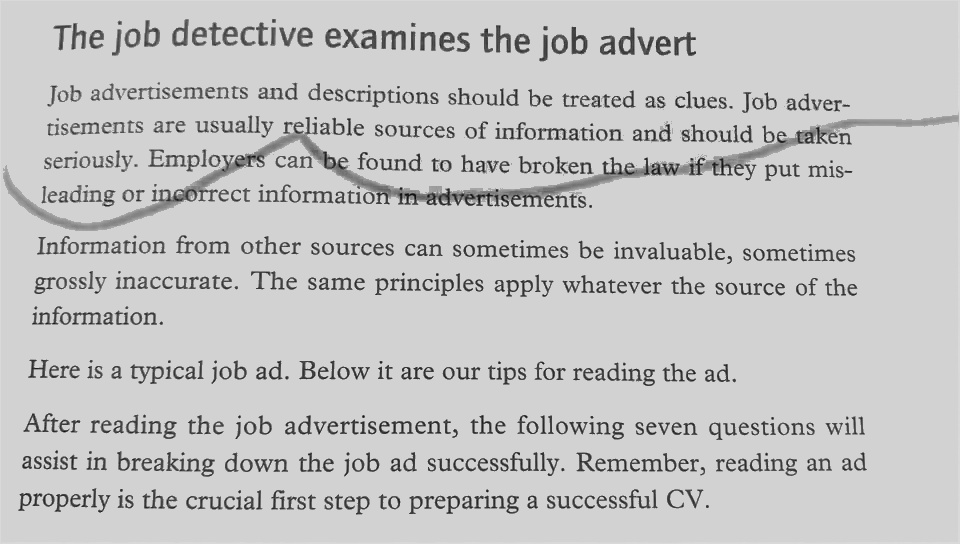 The job detective examines the job advert
Job advertisements and descriptions should be treated as clues. Job adver-
tisements are usually reliable sources of information and should be taken
seriously. Employers can be found to have broken the law if they put mis-
leading or incorrect information in advertisements.
Information from other sources can sometimes be invaluable, sometimes
grossly inaccurate. The same principles apply whatever the source of the
information.
Here is a typical job ad. Below it are our tips for reading the ad.
After reading the job advertisement, the following seven questions will
assist in breaking down the job ad successfully. Remember, reading an ad
properly is the crucial first step to preparing a successful CV.